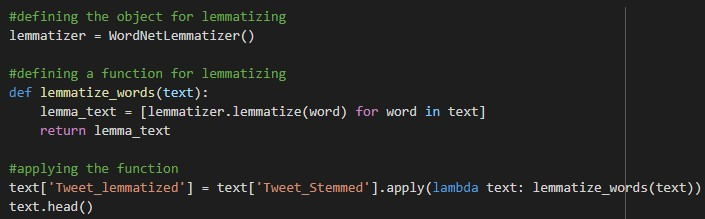 #defining the object for lemmatizing
lemmatizer = WordNetLemmatizer()
#defining a function for lemmatizing
def lemmatize_words(text):
    lemma_text = [lemmatizer.lemmatize(word) for word in text]
    return lemma_text
#applying the function
text['Tweet_lemmatized'] = text['Tweet_Stemmed'].apply(lambda text: lemmatize_words(text))
text.head()